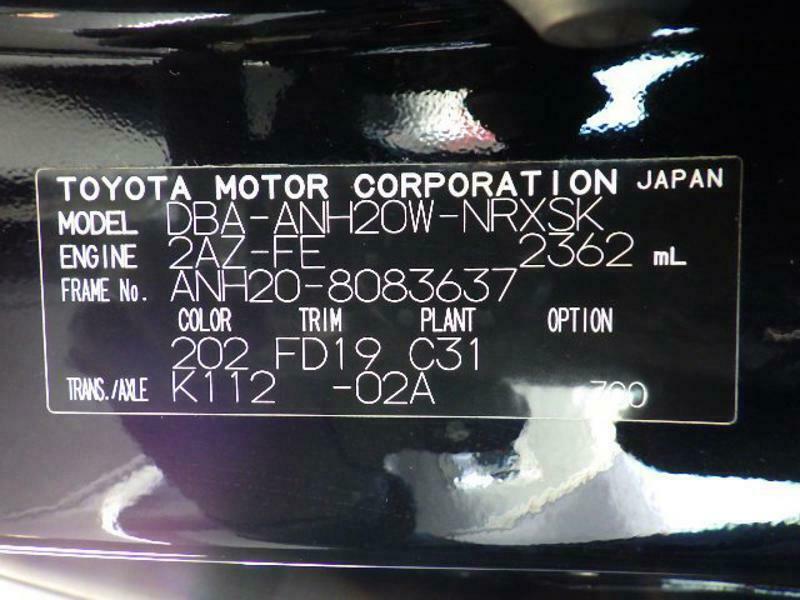 TOYOTA MOTOR CORPORATION JAPAN
MODEL DBA-ANH20W-NRXSK
ENGINE 2AZ-FE 2362 mL
FRAME No. ANH20-8083637
COLOR TRIM PLANT OPTION
202 FD19 C31
TRANS./AXLE K112 -02A